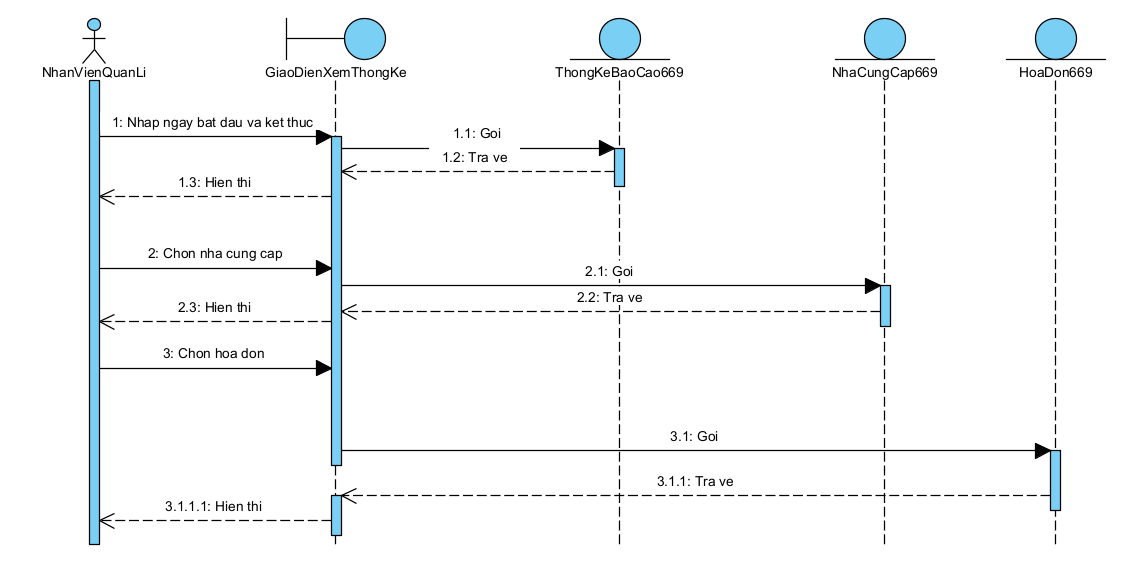 NhanVienQuanLi
GiaoDienXemThongKe
ThongKeBaoCao669
NhaCungCap669
HoaDon669
1: Nhap ngay bat dau va ket thuc
1.1: Goi
1.2: Tra ve
1.3: Hien thi
2: Chon nha cung cap
2.1: Goi
2.2: Tra ve
2.3: Hien thi
3: Chon hoa don
3.1: Goi
3.1.1: Tra ve
3.1.1.1: Hien thi